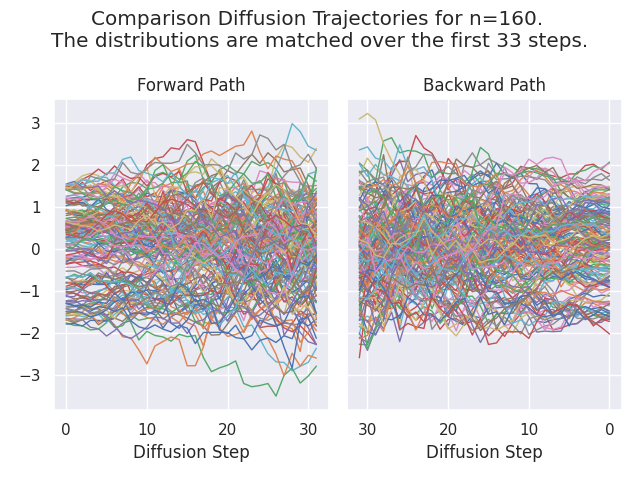 Comparison Diffusion Trajectories for n=160.
The distributions are matched over the first 33 steps.
Forward Path
Backward Path
3
2
1
0
−1
−2
−3
0 10 20 30
30 20 10 0
Diffusion Step
Diffusion Step